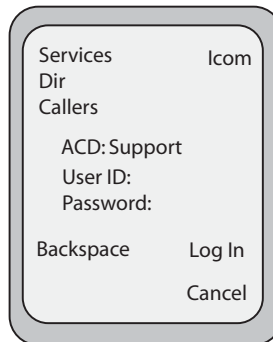 Services Icom
Dir
Callers
ACD: Support
User ID:
Password:
Backspace Log In
Cancel